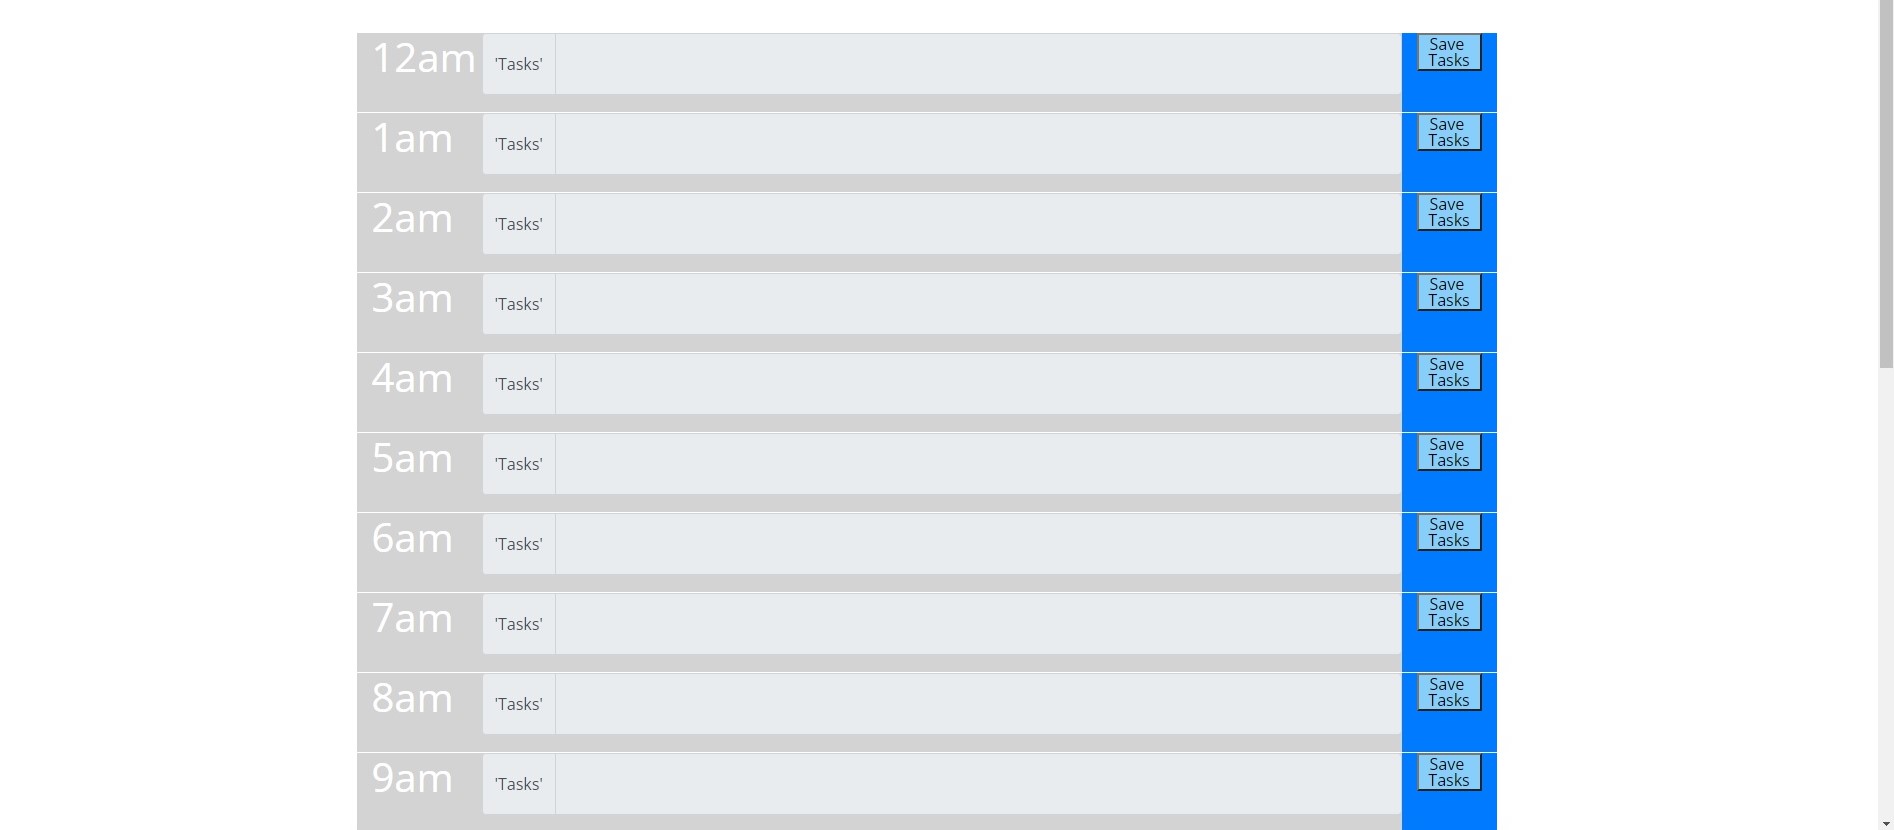 12am 'Tasks' Save
Tasks
1am 'Tasks' Save
Tasks
2am 'Tasks' Save
Tasks
3am 'Tasks' Save
Tasks
4am 'Tasks' Save
Tasks
5am 'Tasks' Save
Tasks
6am 'Tasks' Save
Tasks
7am 'Tasks' Save
Tasks
8am 'Tasks' Save
Tasks
9am 'Tasks' Save
Tasks